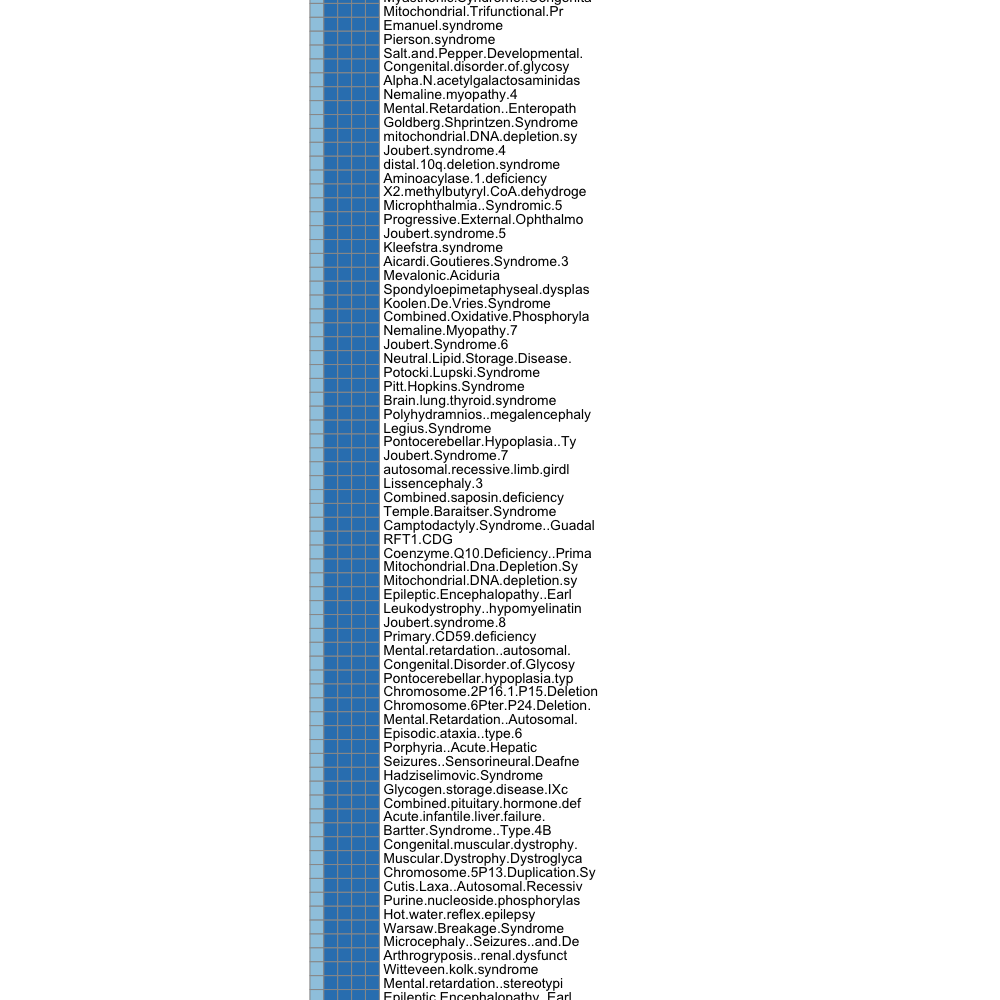 Myasthenic.Syndrome..Congenita
Mitochondrial.Trifunctional.Pr
Emanuel.syndrome
Pierson.syndrome
Salt.and.Pepper.Developmental.
Congenital.disorder.of.glycosy
Alpha.N.acetylgalactosaminidas
Nemaline.myopathy.4
Mental.Retardation..Enteropath
Goldberg.Shprintzen.Syndrome
mitochondrial.DNA.depletion.sy
Joubert.syndrome.4
distal.10q.deletion.syndrome
Aminoacylase.1.deficiency
X2.methylbutyryl.CoA.dehydroge
Microphthalmia..Syndromic.5
Progressive.External.Ophthalmo
Joubert.syndrome.5
Kleefstra.syndrome
Aicardi.Goutieres.Syndrome.3
Mevalonic.Aciduria
Spondyloepimetaphyseal.dysplas
Koolen.De.Vries.Syndrome
Combined.Oxidative.Phosphoryla
Nemaline.Myopathy.7
Joubert.Syndrome.6
Neutral.Lipid.Storage.Disease.
Potocki.Lupski.Syndrome
Pitt.Hopkins.Syndrome
Brain.lung.thyroid.syndrome
Polyhydramnios..megalencephaly
Legius.Syndrome
Pontocerebellar.Hypoplasia..Ty
Joubert.Syndrome.7
autosomal.recessive.limb.girdl
Lissencephaly.3
Combined.saposin.deficiency
Temple.Baraitser.Syndrome
Camptodactyly.Syndrome..Guadal
RFT1.CDG
Coenzyme.Q10.Deficiency..Prima
Mitochondrial.Dna.Depletion.Sy
Mitochondrial.DNA.depletion.sy
Epileptic.Encephalopathy..Earl
Leukodystrophy..hypomyelinatin
Joubert.syndrome.8
Primary.CD59.deficiency
Mental.retardation..autosomal.
Congenital.Disorder.of.Glycosy
Pontocerebellar.hypoplasia.typ
Chromosome.2P16.1.P15.Deletion
Chromosome.6Pter.P24.Deletion.
Mental.Retardation..Autosomal.
Episodic.ataxia..type.6
Porphyria..Acute.Hepatic
Seizures..Sensorineural.Deafne
Hadziselimovic.Syndrome
Glycogen.storage.disease.IXc
Combined.pituitary.hormone.def
Acute.infantile.liver.failure.
Bartter.Syndrome..Type.4B
Congenital.muscular.dystrophy.
Muscular.Dystrophy.Dystroglyca
Chromosome.5P13.Duplication.Sy
Cutis.Laxa..Autosomal.Recessiv
Purine.nucleoside.phosphorylas
Hot.water.reflex.epilepsy
Warsaw.Breakage.Syndrome
Microcephaly..Seizures..and.De
Arthrogryposis..renal.dysfunct
Witteveen.kolk.syndrome
Mental.retardation..stereotypi
Epileptic.Encephalopathy..Earl